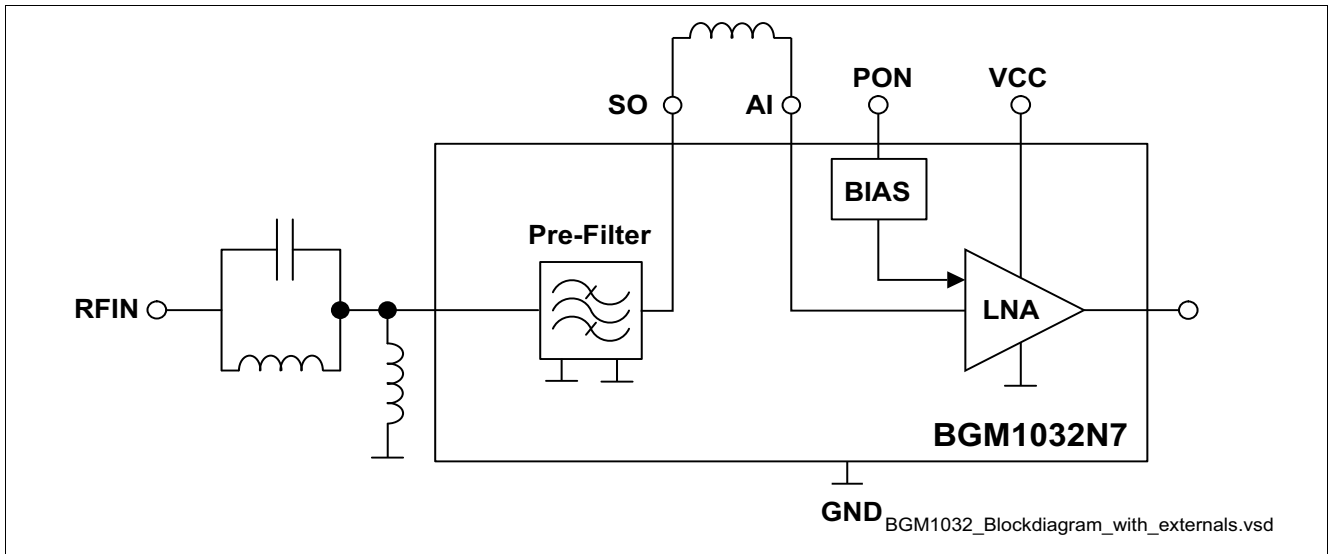 SO
AI
PON
VCC
BIAS
Pre-Filter
RFIN
LNA
BGM1032N7
GND
BGM1032_Blockdiagram_with_externals.vsd